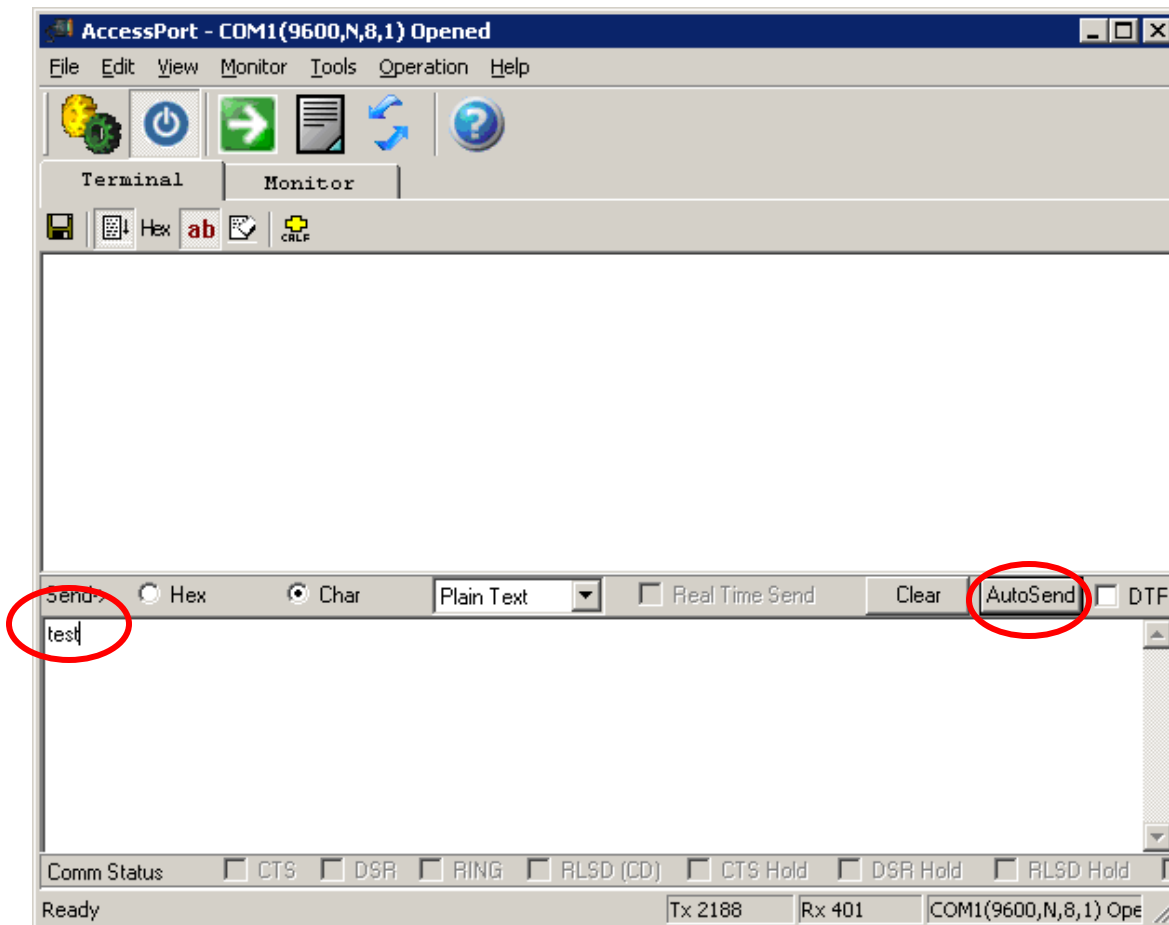 AccessPort - COM1(9600,N,8,1) Opened
File Edit View Monitor Tools Operation Help
Terminal Monitor
Hex ab CRLF
Send-> Hex Char Plain Text Real Time Send Clear AutoSend DTF
test
Comm Status CTS DSR RING RLSD (CD) CTS Hold DSR Hold RLSD Hold
Ready Tx 2188 Rx 401 COM1(9600,N,8,1) Ope